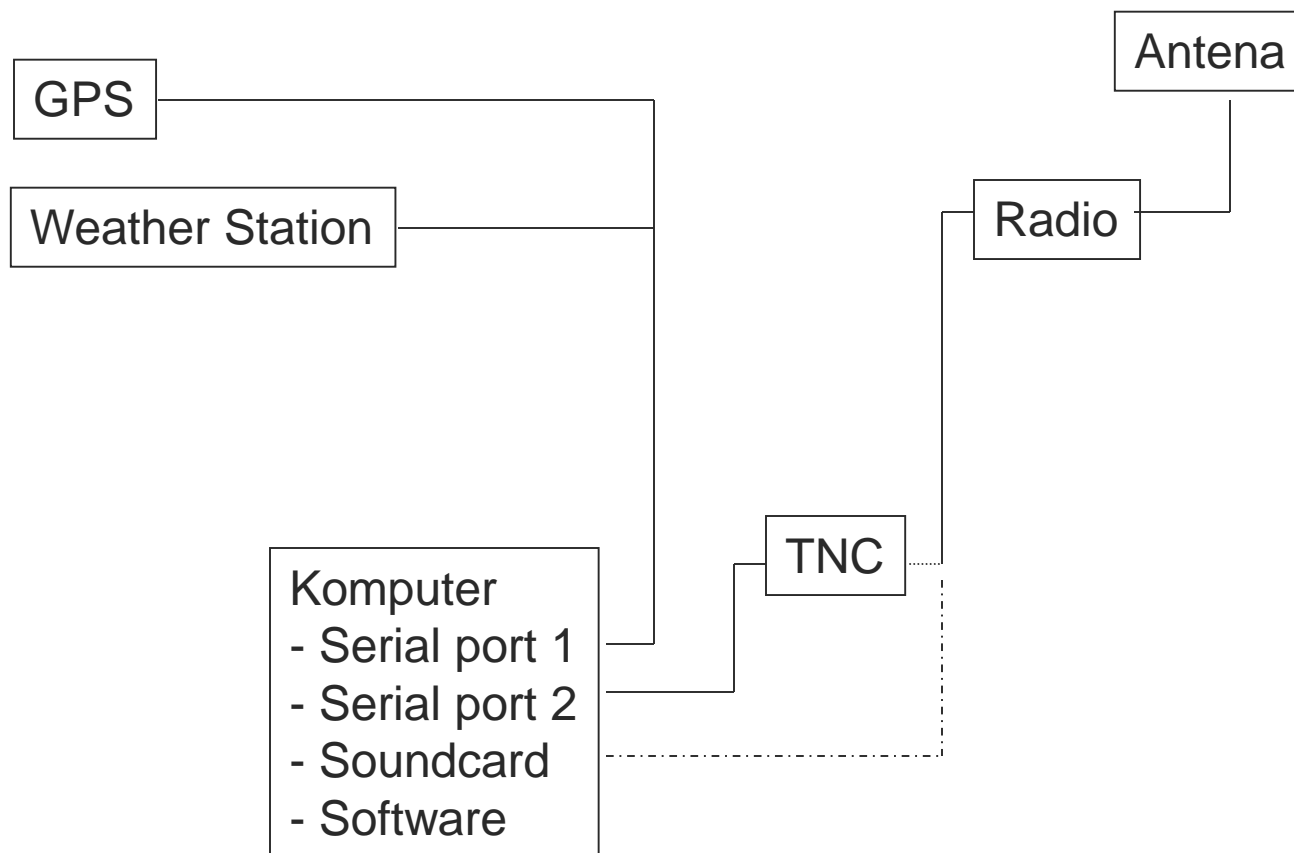 Antena
GPS
Weather Station
Radio
TNC
Komputer
- Serial port 1
- Serial port 2
- Soundcard
- Software